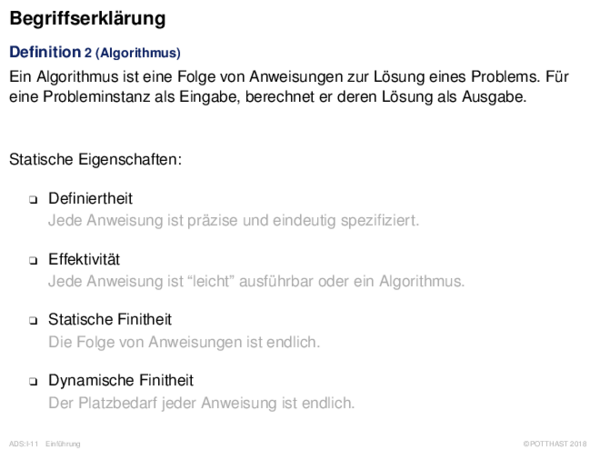 Begriffserklärung
Definition 2 (Algorithmus)
Ein Algorithmus ist eine Folge von Anweisungen zur Lösung eines Problems. Für
eine Probleminstanz als Eingabe, berechnet er deren Lösung als Ausgabe.
Statische Eigenschaften:
❑ Definiertheit
Jede Anweisung ist präzise und eindeutig spezifiziert.
❑ Effektivität
Jede Anweisung ist “leicht” ausführbar oder ein Algorithmus.
❑ Statische Finitheit
Die Folge von Anweisungen ist endlich.
❑ Dynamische Finitheit
Der Platzbedarf jeder Anweisung ist endlich.
ADS:I-11 Einführung
©POTTHAST 2018